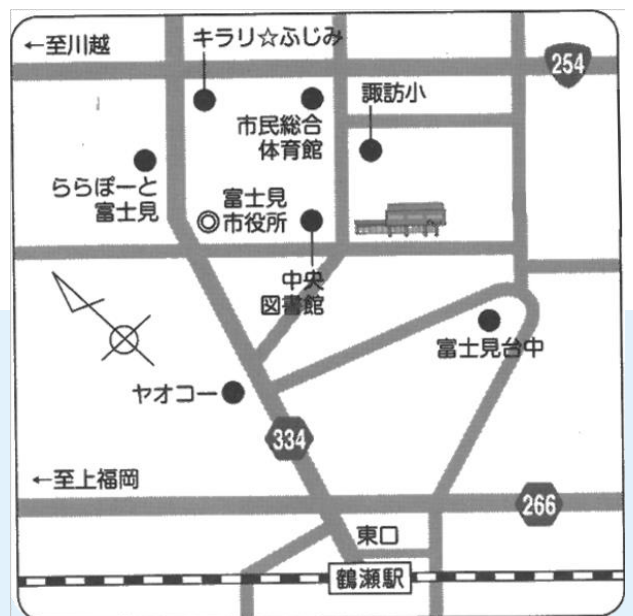 ←至川越
キラリ☆ふじみ
254
諏訪小
市民総合
体育館
ららぽーと
富士見
富士見
市役所
中央
図書館
富士見台中
ヤオコー
334
←至上福岡
266
東口
鶴瀬駅